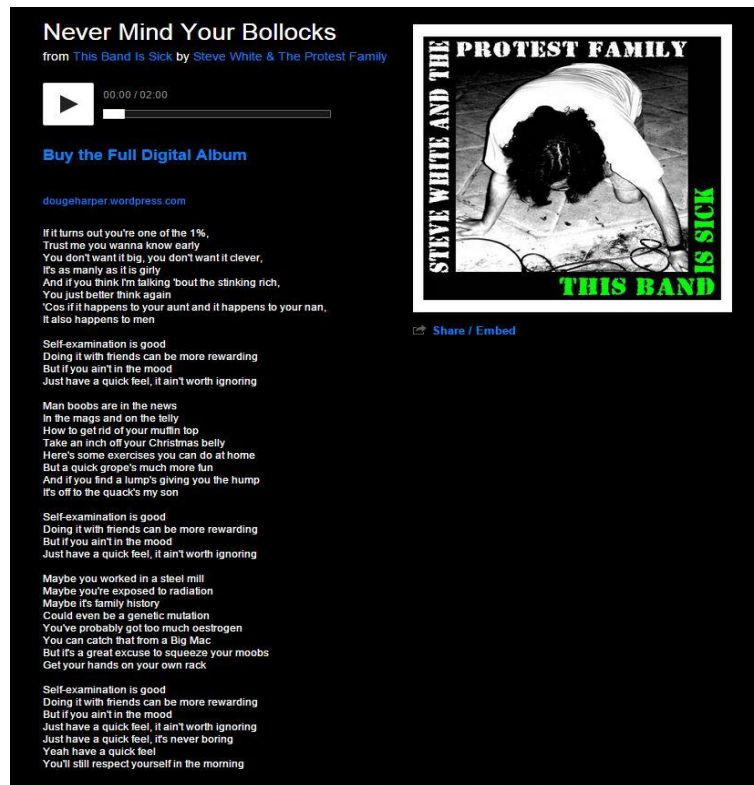 Never Mind Your Bollocks
from This Band Is Sick by Steve White & The Protest Family
00:00 / 02:00
Buy the Full Digital Album
dougeharper.wordpress.com
If it turns out you're one of the 1%,
Trust me you wanna know early
You don't want it big, you don't want it clever,
It's as manly as it is girly
And if you think I'm talking 'bout the stinking rich,
You just better think again
'Cos if it happens to your aunt and it happens to your nan,
It also happens to men
Self-examination is good
Doing it with friends can be more rewarding
But if you ain't in the mood
Just have a quick feel, it ain't worth ignoring
Man boobs are in the news
In the mags and on the telly
How to get rid of your muffin top
Take an inch off your Christmas belly
Here's some exercises you can do at home
But a quick grope's much more fun
And if you find a lump's giving you the hump
It's off to the quack's my son
Self-examination is good
Doing it with friends can be more rewarding
But if you ain't in the mood
Just have a quick feel, it ain't worth ignoring
Maybe you worked in a steel mill
Maybe you're exposed to radiation
Maybe it's family history
Could even be a genetic mutation
You've probably got too much oestrogen
You can catch that from a Big Mac
But it's a great excuse to squeeze your moobs
Get your hands on your own rack
Self-examination is good
Doing it with friends can be more rewarding
But if you ain't in the mood
Just have a quick feel, it ain't worth ignoring
Just have a quick feel, it's never boring
Yeah have a quick feel
You'll still respect yourself in the morning
STEVE WHITE AND THE
PROTEST FAMILY
THIS BAND
IS SICK
Share / Embed